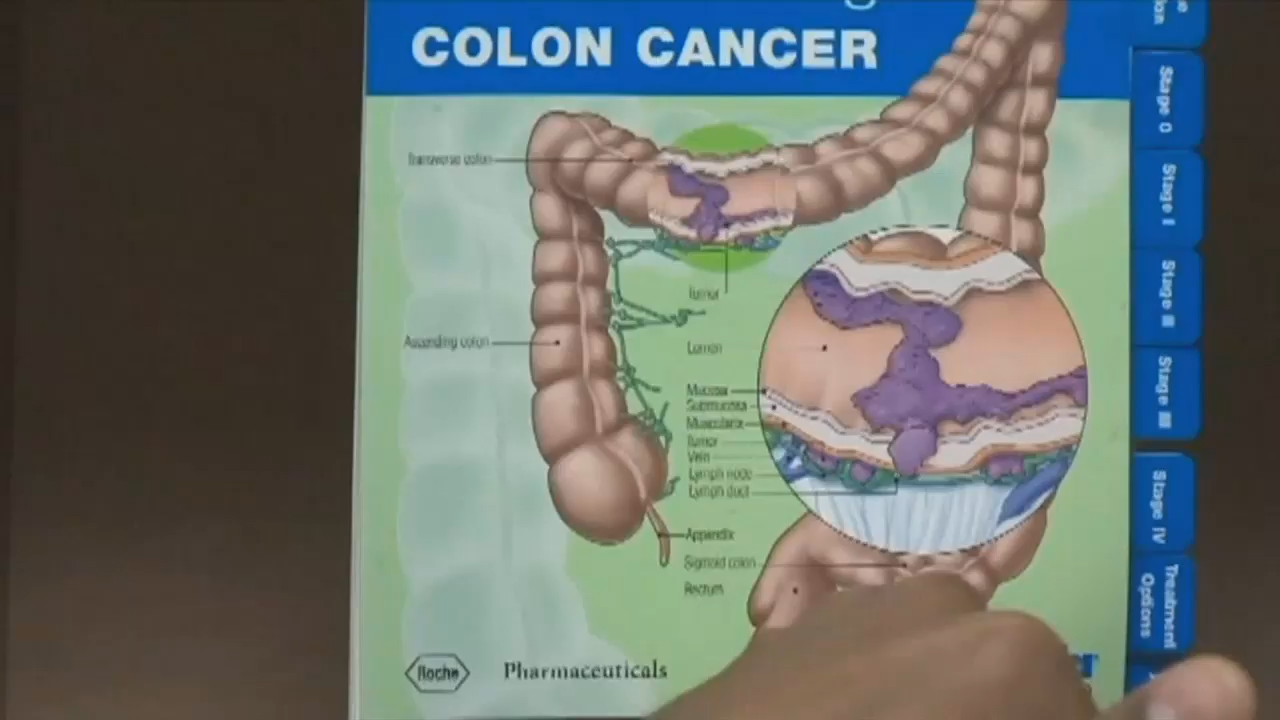 COLON CANCER
Transverse colon
Tumor
Ascending colon
Lumen
Mucosa
Submucosa
Muscularis
Tumor
Vein
Lymph node
Lymph duct
Appendix
Sigmoid colon
Rectum
Roche
Pharmaceuticals
Stage 0
Stage I
Stage II
Stage III
Stage IV
Treatment
Options